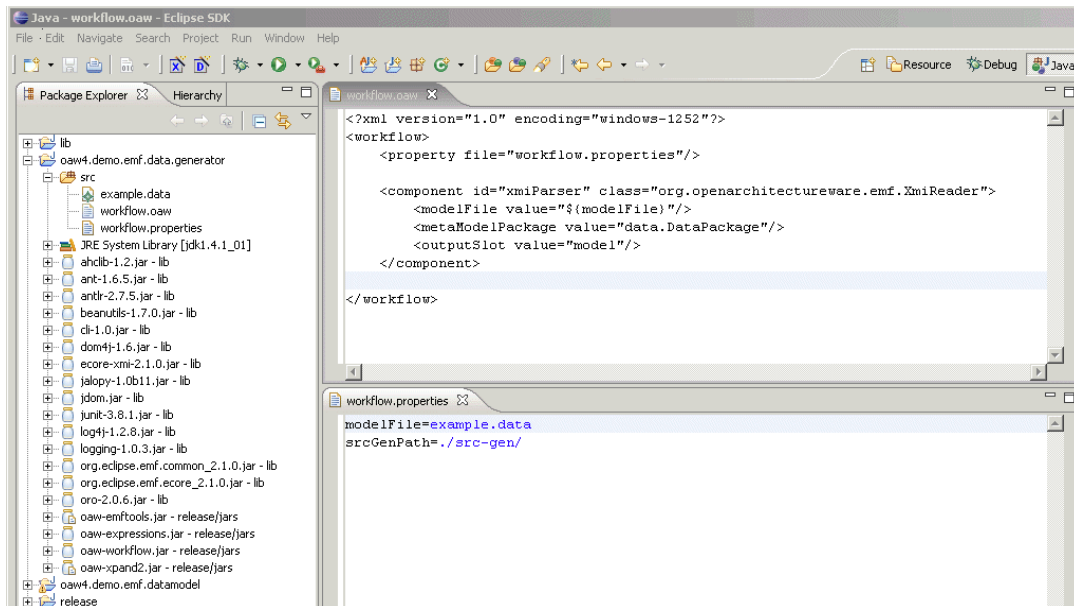 Java - workflow.oaw - Eclipse SDK
File Edit Navigate Search Project Run Window Help
Resource Debug Java
Package Explorer Hierarchy
lib
oaw4.demo.emf.data.generator
src
example.data
workflow.oaw
workflow.properties
JRE System Library [jdk1.4.1_01]
ahclib-1.2.jar - lib
ant-1.6.5.jar - lib
antlr-2.7.5.jar - lib
beanutils-1.7.0.jar - lib
cli-1.0.jar - lib
dom4j-1.6.jar - lib
ecore-xmi-2.1.0.jar - lib
jalopy-1.0b11.jar - lib
jdom.jar - lib
junit-3.8.1.jar - lib
log4j-1.2.8.jar - lib
logging-1.0.3.jar - lib
org.eclipse.emf.common_2.1.0.jar - lib
org.eclipse.emf.ecore_2.1.0.jar - lib
oro-2.0.6.jar - lib
oaw-emftools.jar - release/jars
oaw-expressions.jar - release/jars
oaw-workflow.jar - release/jars
oaw-xpand2.jar - release/jars
oaw4.demo.emf.datamodel
release
workflow.oaw
<?xml version="1.0" encoding="windows-1252"?>
<workflow>
<property file="workflow.properties"/>
<component id="xmiParser" class="org.openarchitectureware.emf.XmiReader">
<modelFile value="${modelFile}"/>
<metaModelPackage value="data.DataPackage"/>
<outputSlot value="model"/>
</component>
</workflow>
workflow.properties
modelFile=example.data
srcGenPath=./src-gen/